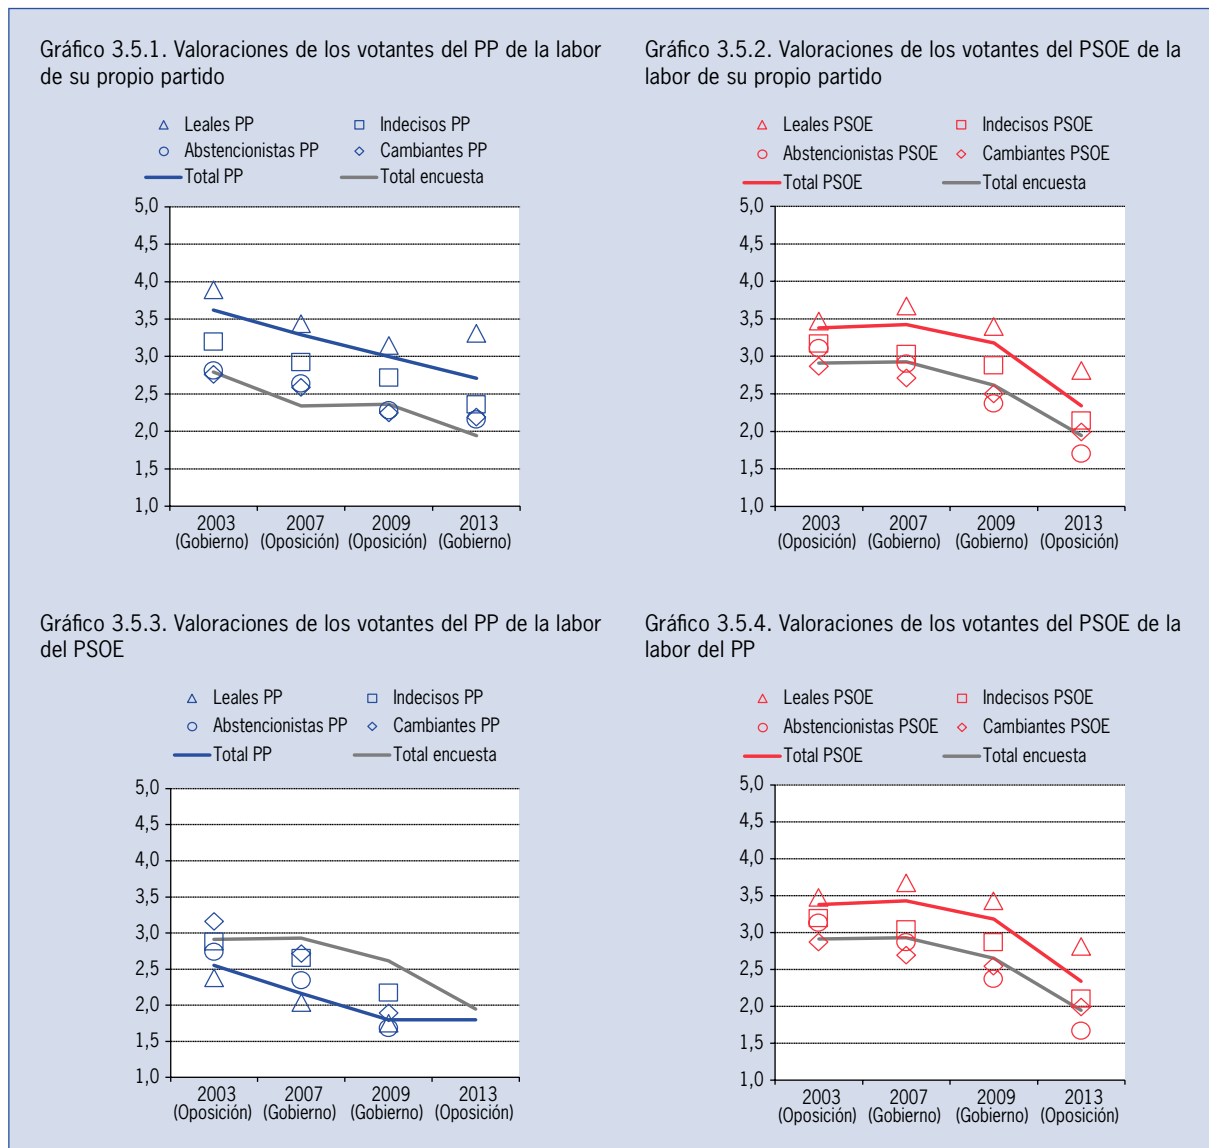 Gráfico 3.5.1. Valoraciones de los votantes del PP de la labor
de su propio partido
Leales PP
Indecisos PP
Abstencionistas PP
Cambiantes PP
Total PP
Total encuesta
5,0
4,5
4,0
3,5
3,0
2,5
2,0
1,5
1,0
2003 2007 2009 2013
(Gobierno) (Oposición) (Oposición) (Gobierno)
Gráfico 3.5.2. Valoraciones de los votantes del PSOE de la
labor de su propio partido
Leales PSOE
Indecisos PSOE
Abstencionistas PSOE
Cambiantes PSOE
Total PSOE
Total encuesta
5,0
4,5
4,0
3,5
3,0
2,5
2,0
1,5
1,0
2003 2007 2009 2013
(Oposición) (Gobierno) (Gobierno) (Oposición)
Gráfico 3.5.3. Valoraciones de los votantes del PP de la labor
del PSOE
Leales PP
Indecisos PP
Abstencionistas PP
Cambiantes PP
Total PP
Total encuesta
5,0
4,5
4,0
3,5
3,0
2,5
2,0
1,5
1,0
2003 2007 2009 2013
(Oposición) (Gobierno) (Gobierno) (Oposición)
Gráfico 3.5.4. Valoraciones de los votantes del PSOE de la
labor del PP
Leales PSOE
Indecisos PSOE
Abstencionistas PSOE
Cambiantes PSOE
Total PSOE
Total encuesta
5,0
4,5
4,0
3,5
3,0
2,5
2,0
1,5
1,0
2003 2007 2009 2013
(Oposición) (Gobierno) (Gobierno) (Oposición)